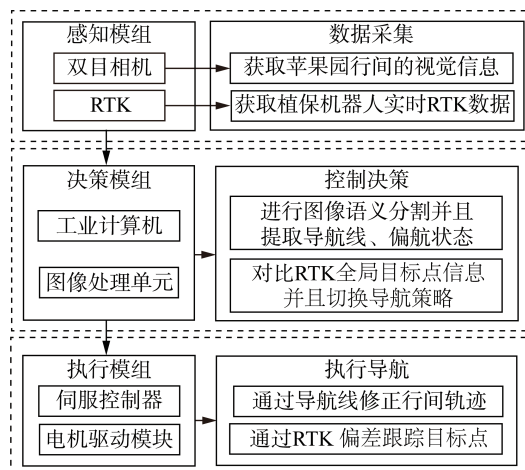 感知模组
双目相机
RTK
数据采集
获取苹果园行间的视觉信息
获取植保机器人实时RTK数据
决策模组
工业计算机
图像处理单元
控制决策
进行图像语义分割并且
提取导航线、偏航状态
对比RTK全局目标点信息
并且切换导航策略
执行模组
伺服控制器
电机驱动模块
执行导航
通过导航线修正行间轨迹
通过RTK 偏差跟踪目标点